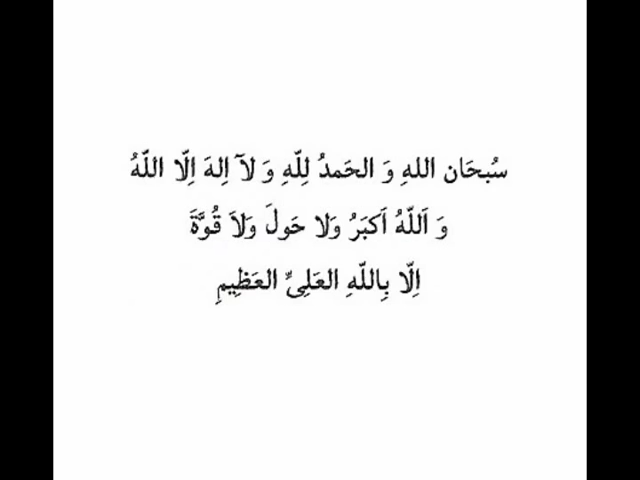 سُبحَان اللهِ وَ الحَمدُ لِلّهِ وَ لآ اِلهَ اِلّا اللّهُ
وَ اَللّهُ اَكبَرُ وَلا حَولَ وَلاَ قُوَّةَ
اِلّا بِاللّهِ العَلِىِّ العَظِيمِ